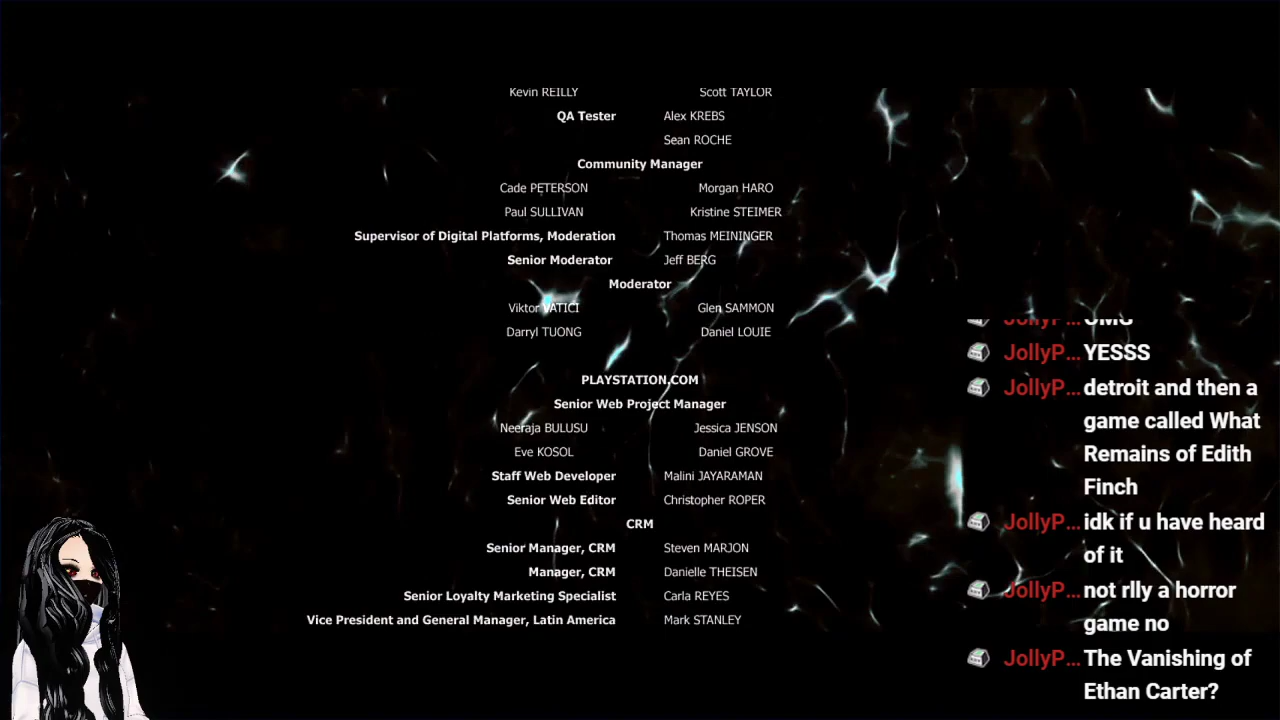 Kevin REILLY Scott TAYLOR
QA Tester Alex KREBS
Sean ROCHE
Community Manager
Cade PETERSON Morgan HARO
Paul SULLIVAN Kristine STEIMER
Supervisor of Digital Platforms, Moderation Thomas MEININGER
Senior Moderator Jeff BERG
Moderator
Viktor VATICI Glen SAMMON
Darryl TUONG Daniel LOUIE
PLAYSTATION.COM
Senior Web Project Manager
Neeraja BULUSU Jessica JENSON
Eve KOSOL Daniel GROVE
Staff Web Developer Malini JAYARAMAN
Senior Web Editor Christopher ROPER
CRM
Senior Manager, CRM Steven MARJON
Manager, CRM Danielle THEISEN
Senior Loyalty Marketing Specialist Carla REYES
Vice President and General Manager, Latin America Mark STANLEY
JollyP...
JollyP... YESSS
JollyP... detroit and then a
game called What
Remains of Edith
Finch
JollyP... idk if u have heard
of it
JollyP... not rlly a horror
game no
JollyP... The Vanishing of
Ethan Carter?